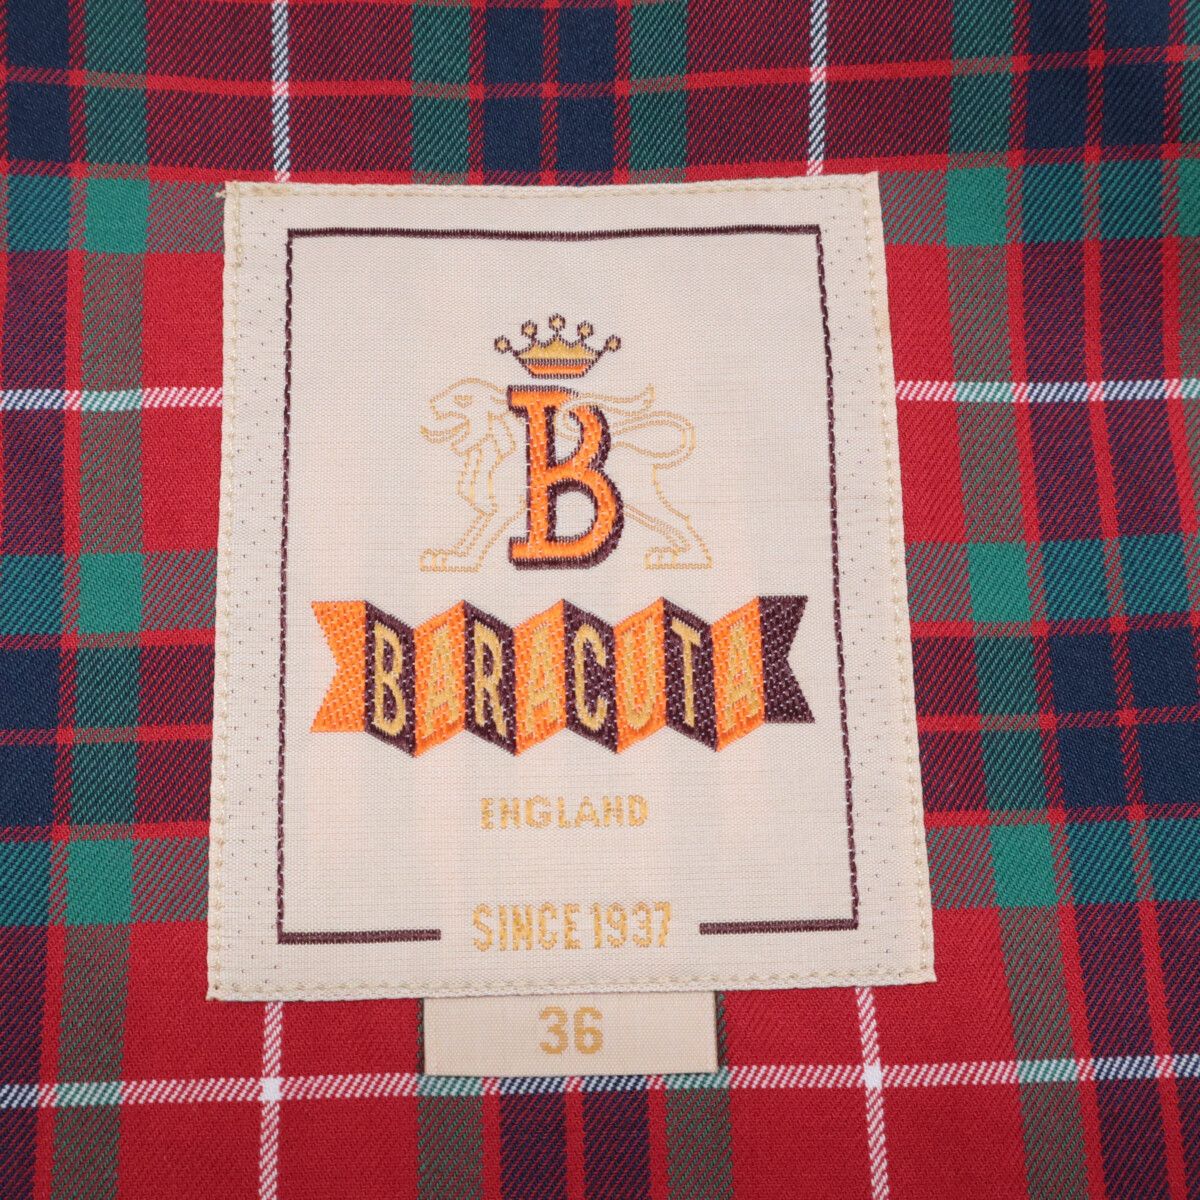 B
BARACUTA
ENGLAND
SINCE 1937
36